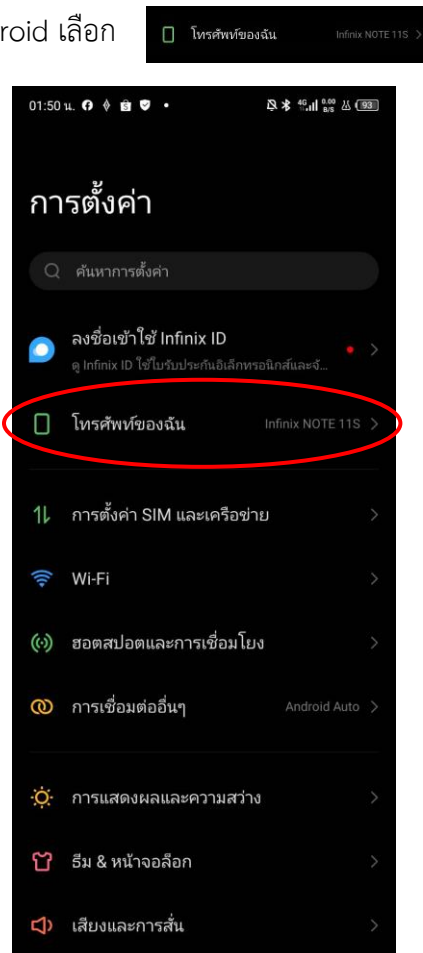 roid เลือก
โทรศัพท์ของฉัน Infinix NOTE 11S
01:50 น. 4G 0.00 B/S 93
การตั้งค่า
ค้นหาการตั้งค่า
ลงชื่อเข้าใช้ Infinix ID
ดู Infinix ID ใช้ใบรับประกันอิเล็กทรอนิกส์และจั...
โทรศัพท์ของฉัน Infinix NOTE 11S
การตั้งค่า SIM และเครือข่าย
Wi-Fi
ฮอตสปอตและการเชื่อมโยง
การเชื่อมต่ออื่นๆ Android Auto
การแสดงผลและความสว่าง
ธีม & หน้าจอล็อก
เสียงและการสั่น